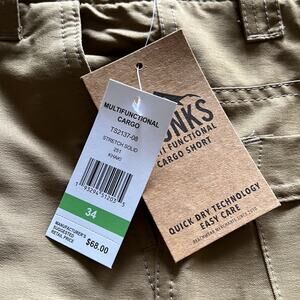 MULTIFUNCTIONAL
CARGO
TS2137-08
STRETCH SOLID
251
KHAKI
34
MANUFACTURER'S
SUGGESTED
RETAIL PRICE
$68.00
NKS
FUNCTIONAL
CARGO SHORT
QUICK DRY TECHNOLOGY
EASY CARE